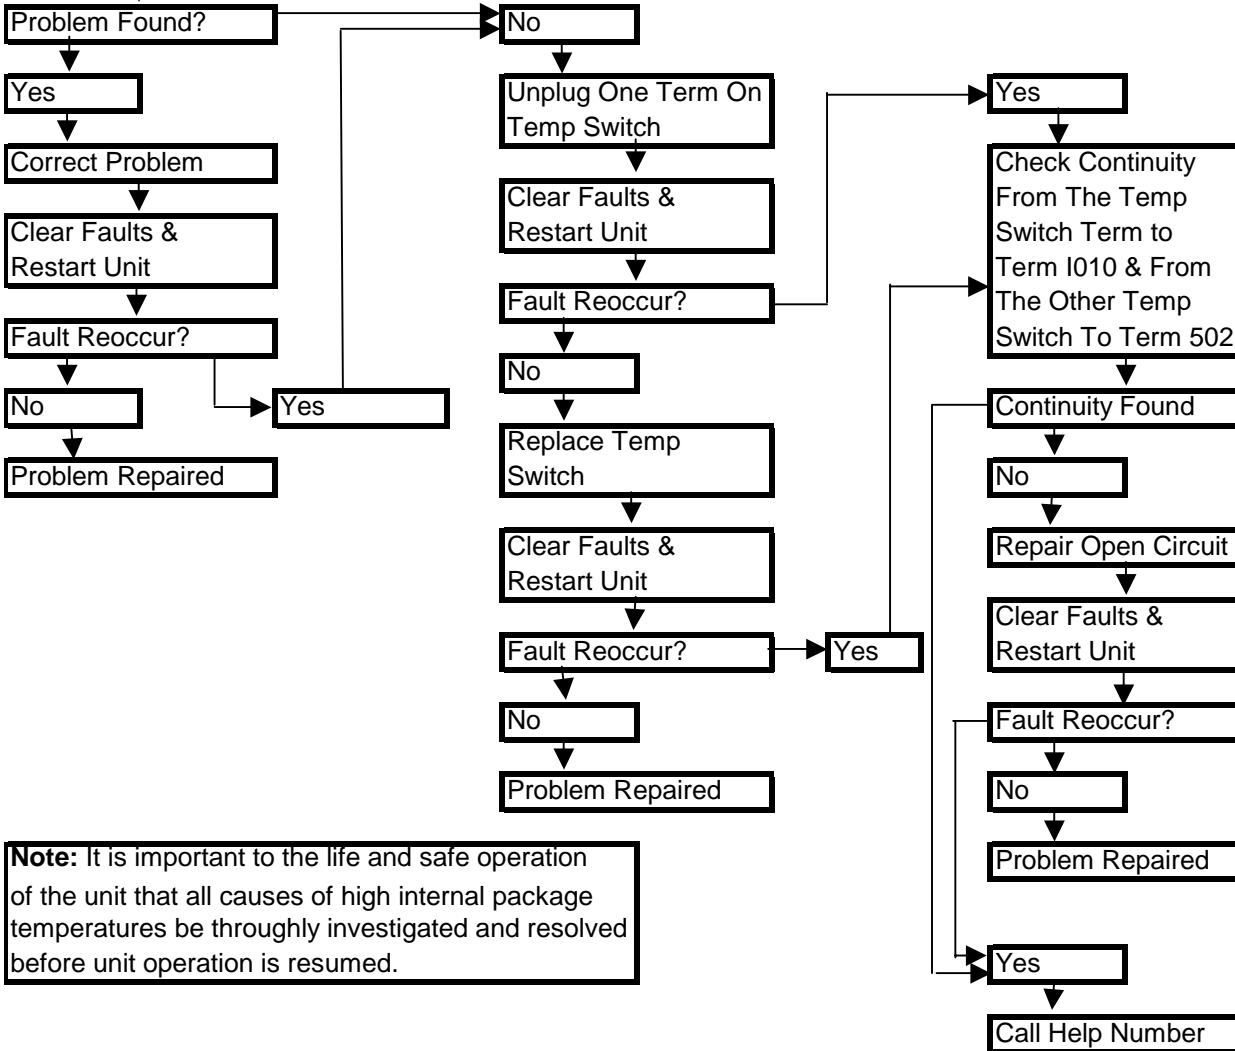 Problem Found?
Yes
Correct Problem
Clear Faults &
Restart Unit
Fault Reoccur?
No
Yes
Problem Repaired
No
Unplug One Term On
Temp Switch
Clear Faults &
Restart Unit
Fault Reoccur?
No
Replace Temp
Switch
Clear Faults &
Restart Unit
Fault Reoccur?
Yes
No
Problem Repaired
Yes
Check Continuity
From The Temp
Switch Term to
Term I010 & From
The Other Temp
Switch To Term 502
Continuity Found
No
Repair Open Circuit
Clear Faults &
Restart Unit
Fault Reoccur?
No
Problem Repaired
Yes
Call Help Number
Note: It is important to the life and safe operation
of the unit that all causes of high internal package
temperatures be throughly investigated and resolved
before unit operation is resumed.